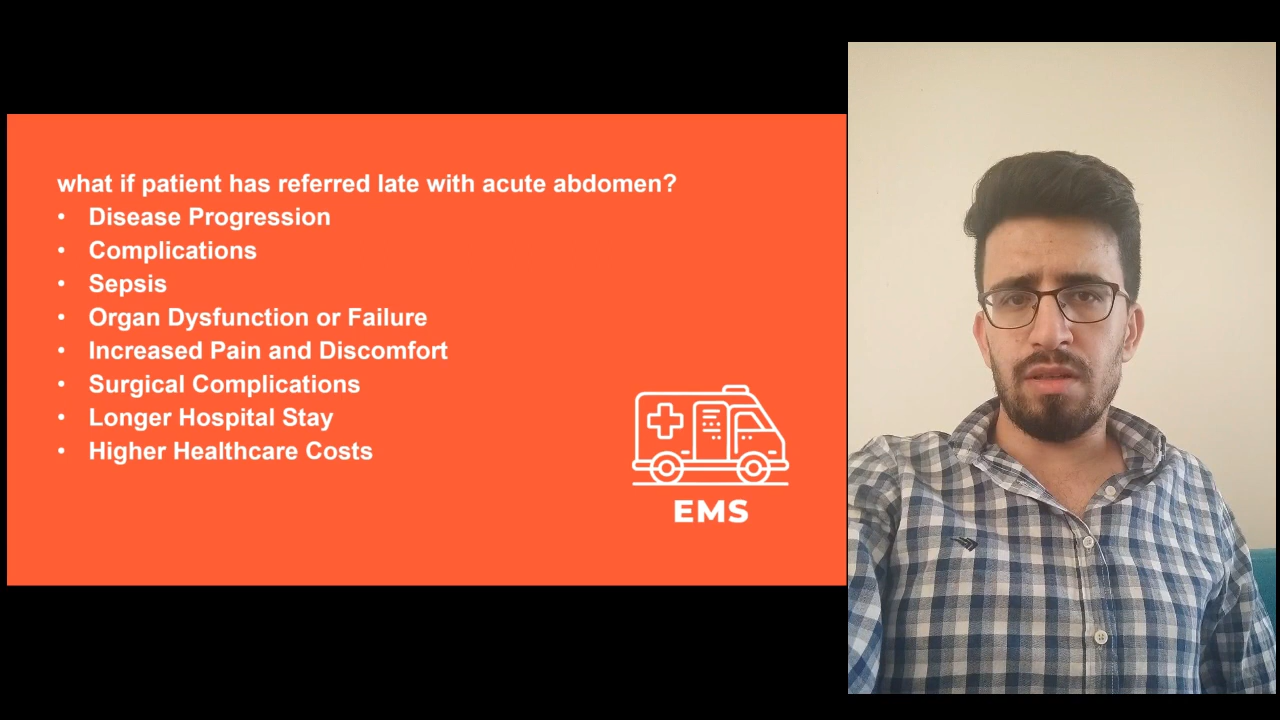 what if patient has referred late with acute abdomen?
• Disease Progression
• Complications
• Sepsis
• Organ Dysfunction or Failure
• Increased Pain and Discomfort
• Surgical Complications
• Longer Hospital Stay
• Higher Healthcare Costs
EMS